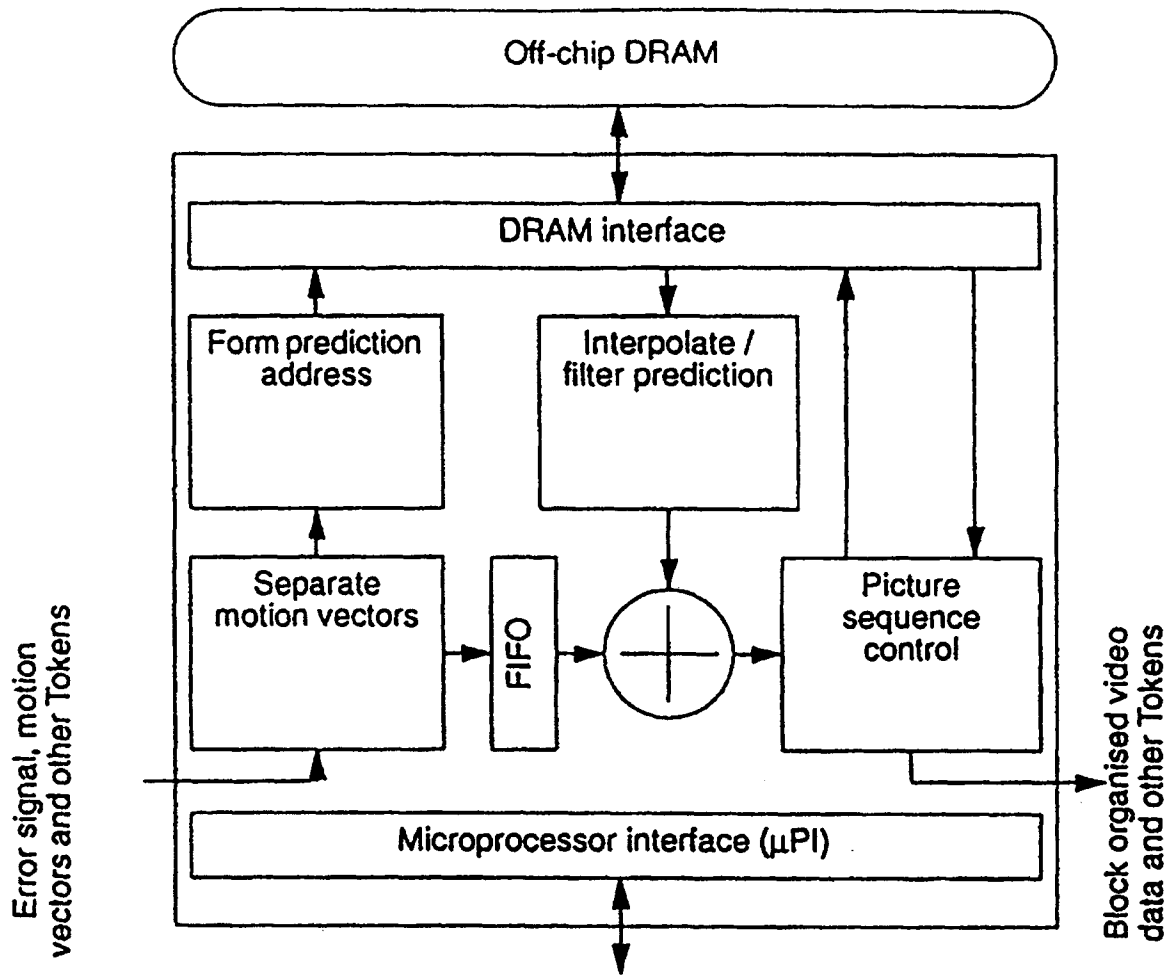 Off-chip DRAM
DRAM interface
Form prediction
address
Interpolate /
filter prediction
Separate
motion vectors
FIFO
Picture
sequence
control
Error signal, motion
vectors and other Tokens
Block organised video
data and other Tokens
Microprocessor interface (µPI)